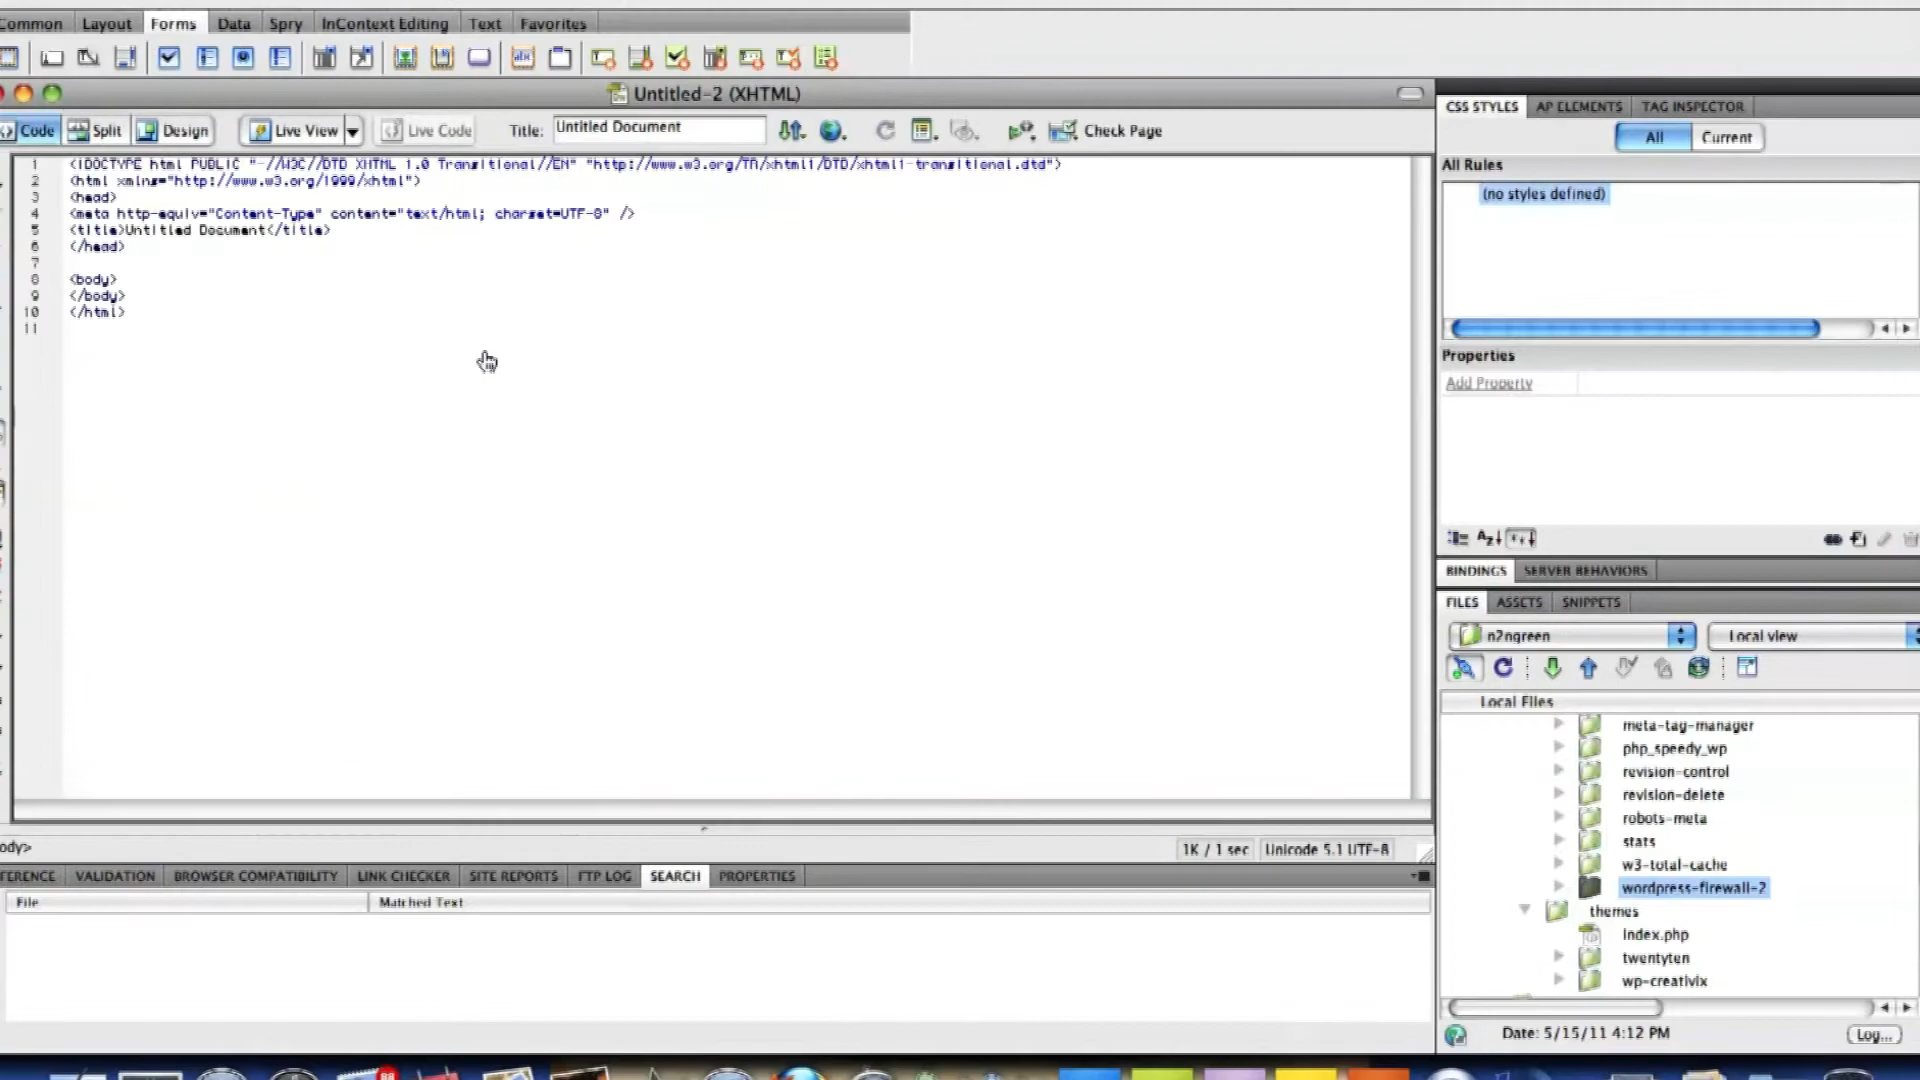 Common Layout Forms Data Spry InContext Editing Text Favorites
Untitled-2 (XHTML)
Code Split Design Live View Live Code Title: Untitled Document Check Page
1 <!DOCTYPE html PUBLIC "-//W3C//DTD XHTML 1.0 Transitional//EN" "http://www.w3.org/TR/xhtml1/DTD/xhtml1-transitional.dtd">
2 <html xmlns="http://www.w3.org/1999/xhtml">
3 <head>
4 <meta http-equiv="Content-Type" content="text/html; charset=UTF-8" />
5 <title>Untitled Document</title>
6 </head>
7
8 <body>
9 </body>
10 </html>
11
ody>
1K / 1 sec Unicode 5.1 UTF-8
FERENCE VALIDATION BROWSER COMPATIBILITY LINK CHECKER SITE REPORTS FTP LOG SEARCH PROPERTIES
File Matched Text
CSS STYLES AP ELEMENTS TAG INSPECTOR
All Current
All Rules
(no styles defined)
Properties
Add Property
BINDINGS SERVER BEHAVIORS
FILES ASSETS SNIPPETS
n2ngreen Local view
Local Files
meta-tag-manager
php_speedy_wp
revision-control
revision-delete
robots-meta
stats
w3-total-cache
wordpress-firewall-2
themes
index.php
twentyten
wp-creativix
Date: 5/15/11 4:12 PM Log...
88